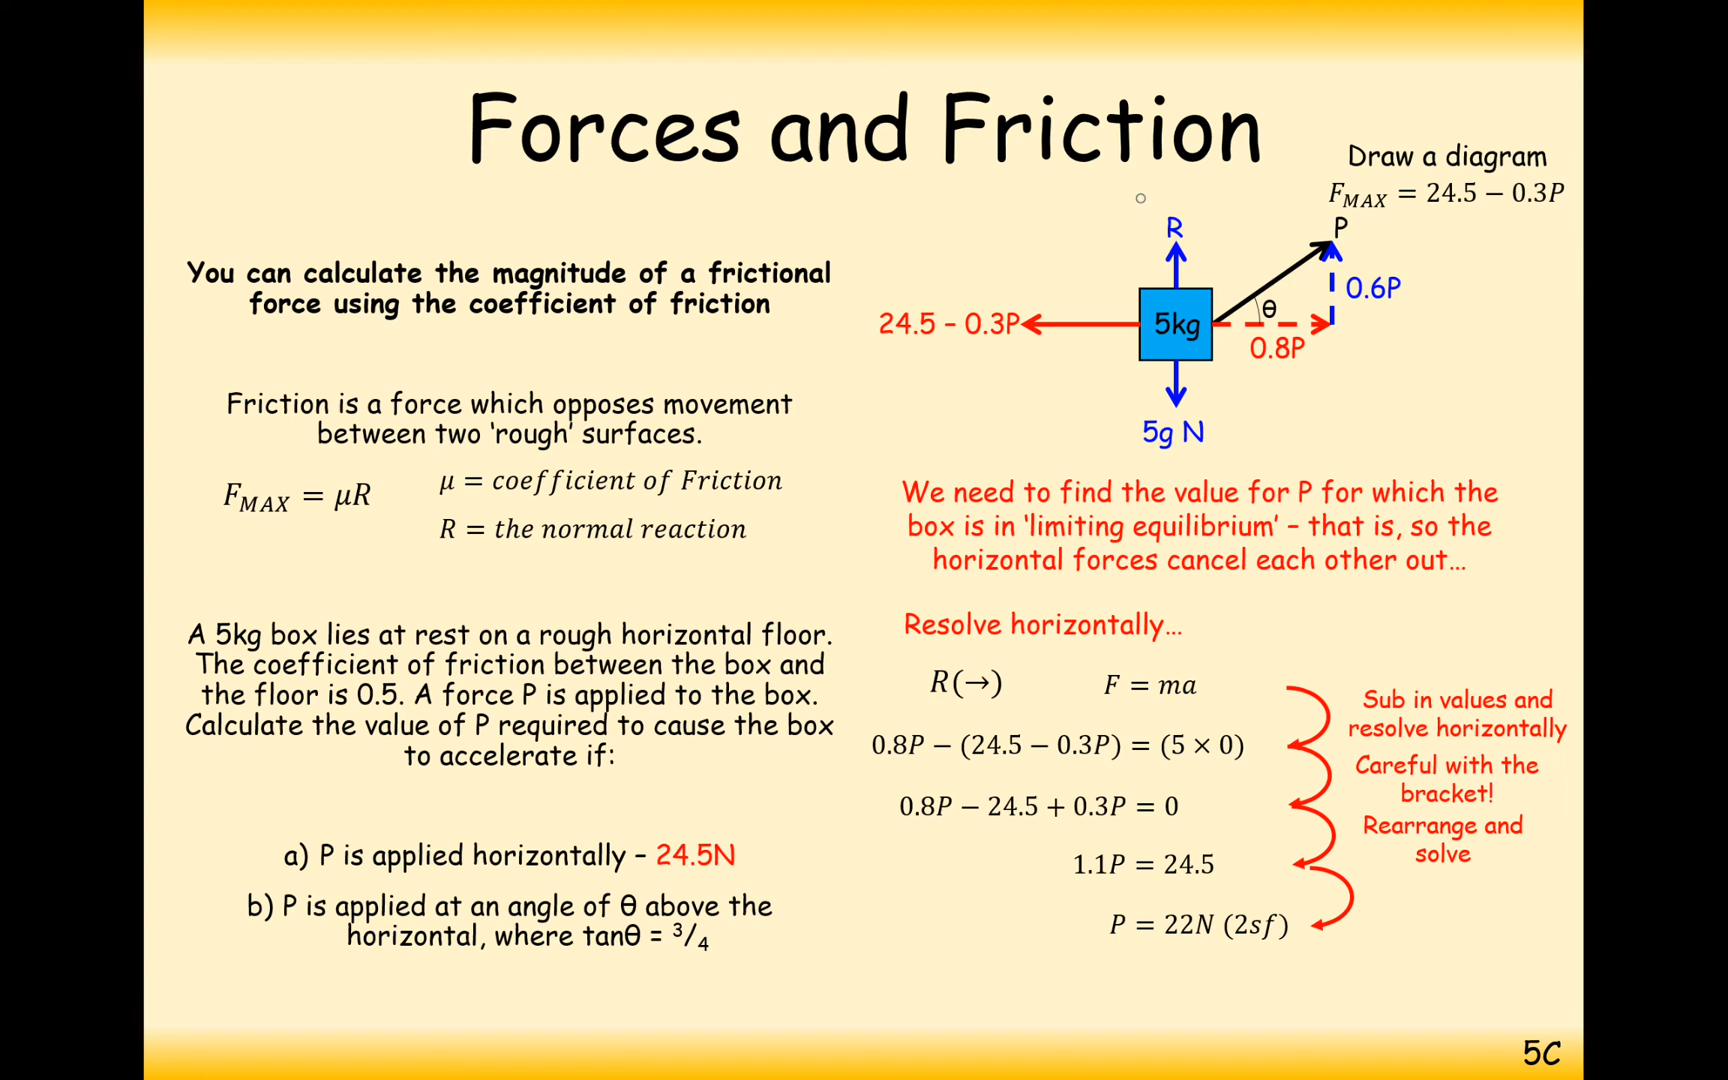 Forces and Friction
Draw a diagram
F_MAX = 24.5 − 0.3P
You can calculate the magnitude of a frictional
force using the coefficient of friction
Friction is a force which opposes movement
between two ‘rough’ surfaces.
F_MAX = μR
μ = coefficient of Friction
R = the normal reaction
A 5kg box lies at rest on a rough horizontal floor.
The coefficient of friction between the box and
the floor is 0.5. A force P is applied to the box.
Calculate the value of P required to cause the box
to accelerate if:
a) P is applied horizontally – 24.5N
b) P is applied at an angle of θ above the
horizontal, where tanθ = ³/₄
R
P
0.6P
θ
24.5 – 0.3P
5kg
0.8P
5g N
We need to find the value for P for which the
box is in ‘limiting equilibrium’ – that is, so the
horizontal forces cancel each other out…
Resolve horizontally…
R(→) F = ma
0.8P − (24.5 − 0.3P) = (5 × 0)
0.8P − 24.5 + 0.3P = 0
1.1P = 24.5
P = 22N (2sf)
Sub in values and
resolve horizontally
Careful with the
bracket!
Rearrange and
solve
5C